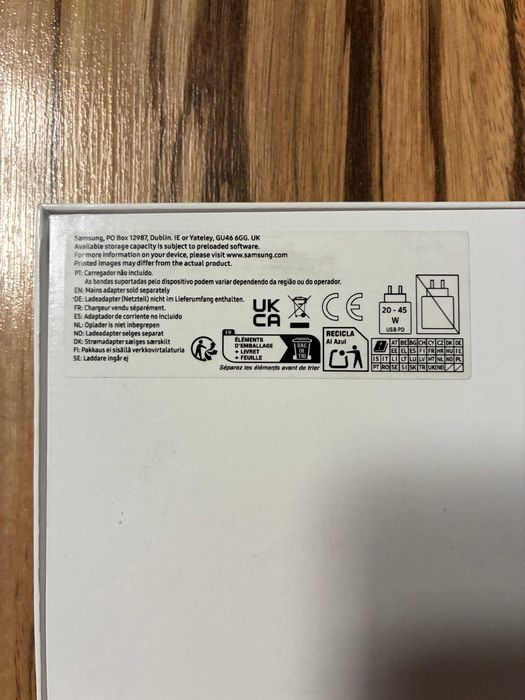 Samsung, PO Box 12987, Dublin. IE or Yateley, GU46 6GG. UK
Available storage capacity is subject to preloaded software.
For more information on your device, please visit www.samsung.com
Printed images may differ from the actual product.
PT: Carregador não incluído.
As bandas suportadas pelo dispositivo podem variar dependendo da região ou do operador.
EN: Mains adapter sold separately
DE: Ladeadapter (Netzteil) nicht im Lieferumfang enthalten.
FR: Chargeur vendu séparément.
ES: Adaptador de corriente no incluido
NL: Oplader is niet inbegrepen
NO: Ladeadapter selges separat
DK: Strømadapter sælges særskilt
FI: Pakkaus ei sisällä verkkovirtalaturia
SE: Laddare ingår ej
UK
CA
CE
20 - 45
W
USB PD
FR
ÉLÉMENTS
D'EMBALLAGE
+ LIVRET
+ FEUILLE
BAC
DE
TRI
Séparez les éléments avant de trier
RECICLA
Al Azul
AT BE BG CH CY CZ DK DE
EE EL ES FI FR HR HU IE
IS IT LI LT LU LV MT NL NO PL
PT RO SE SI SK TR UK(NI)